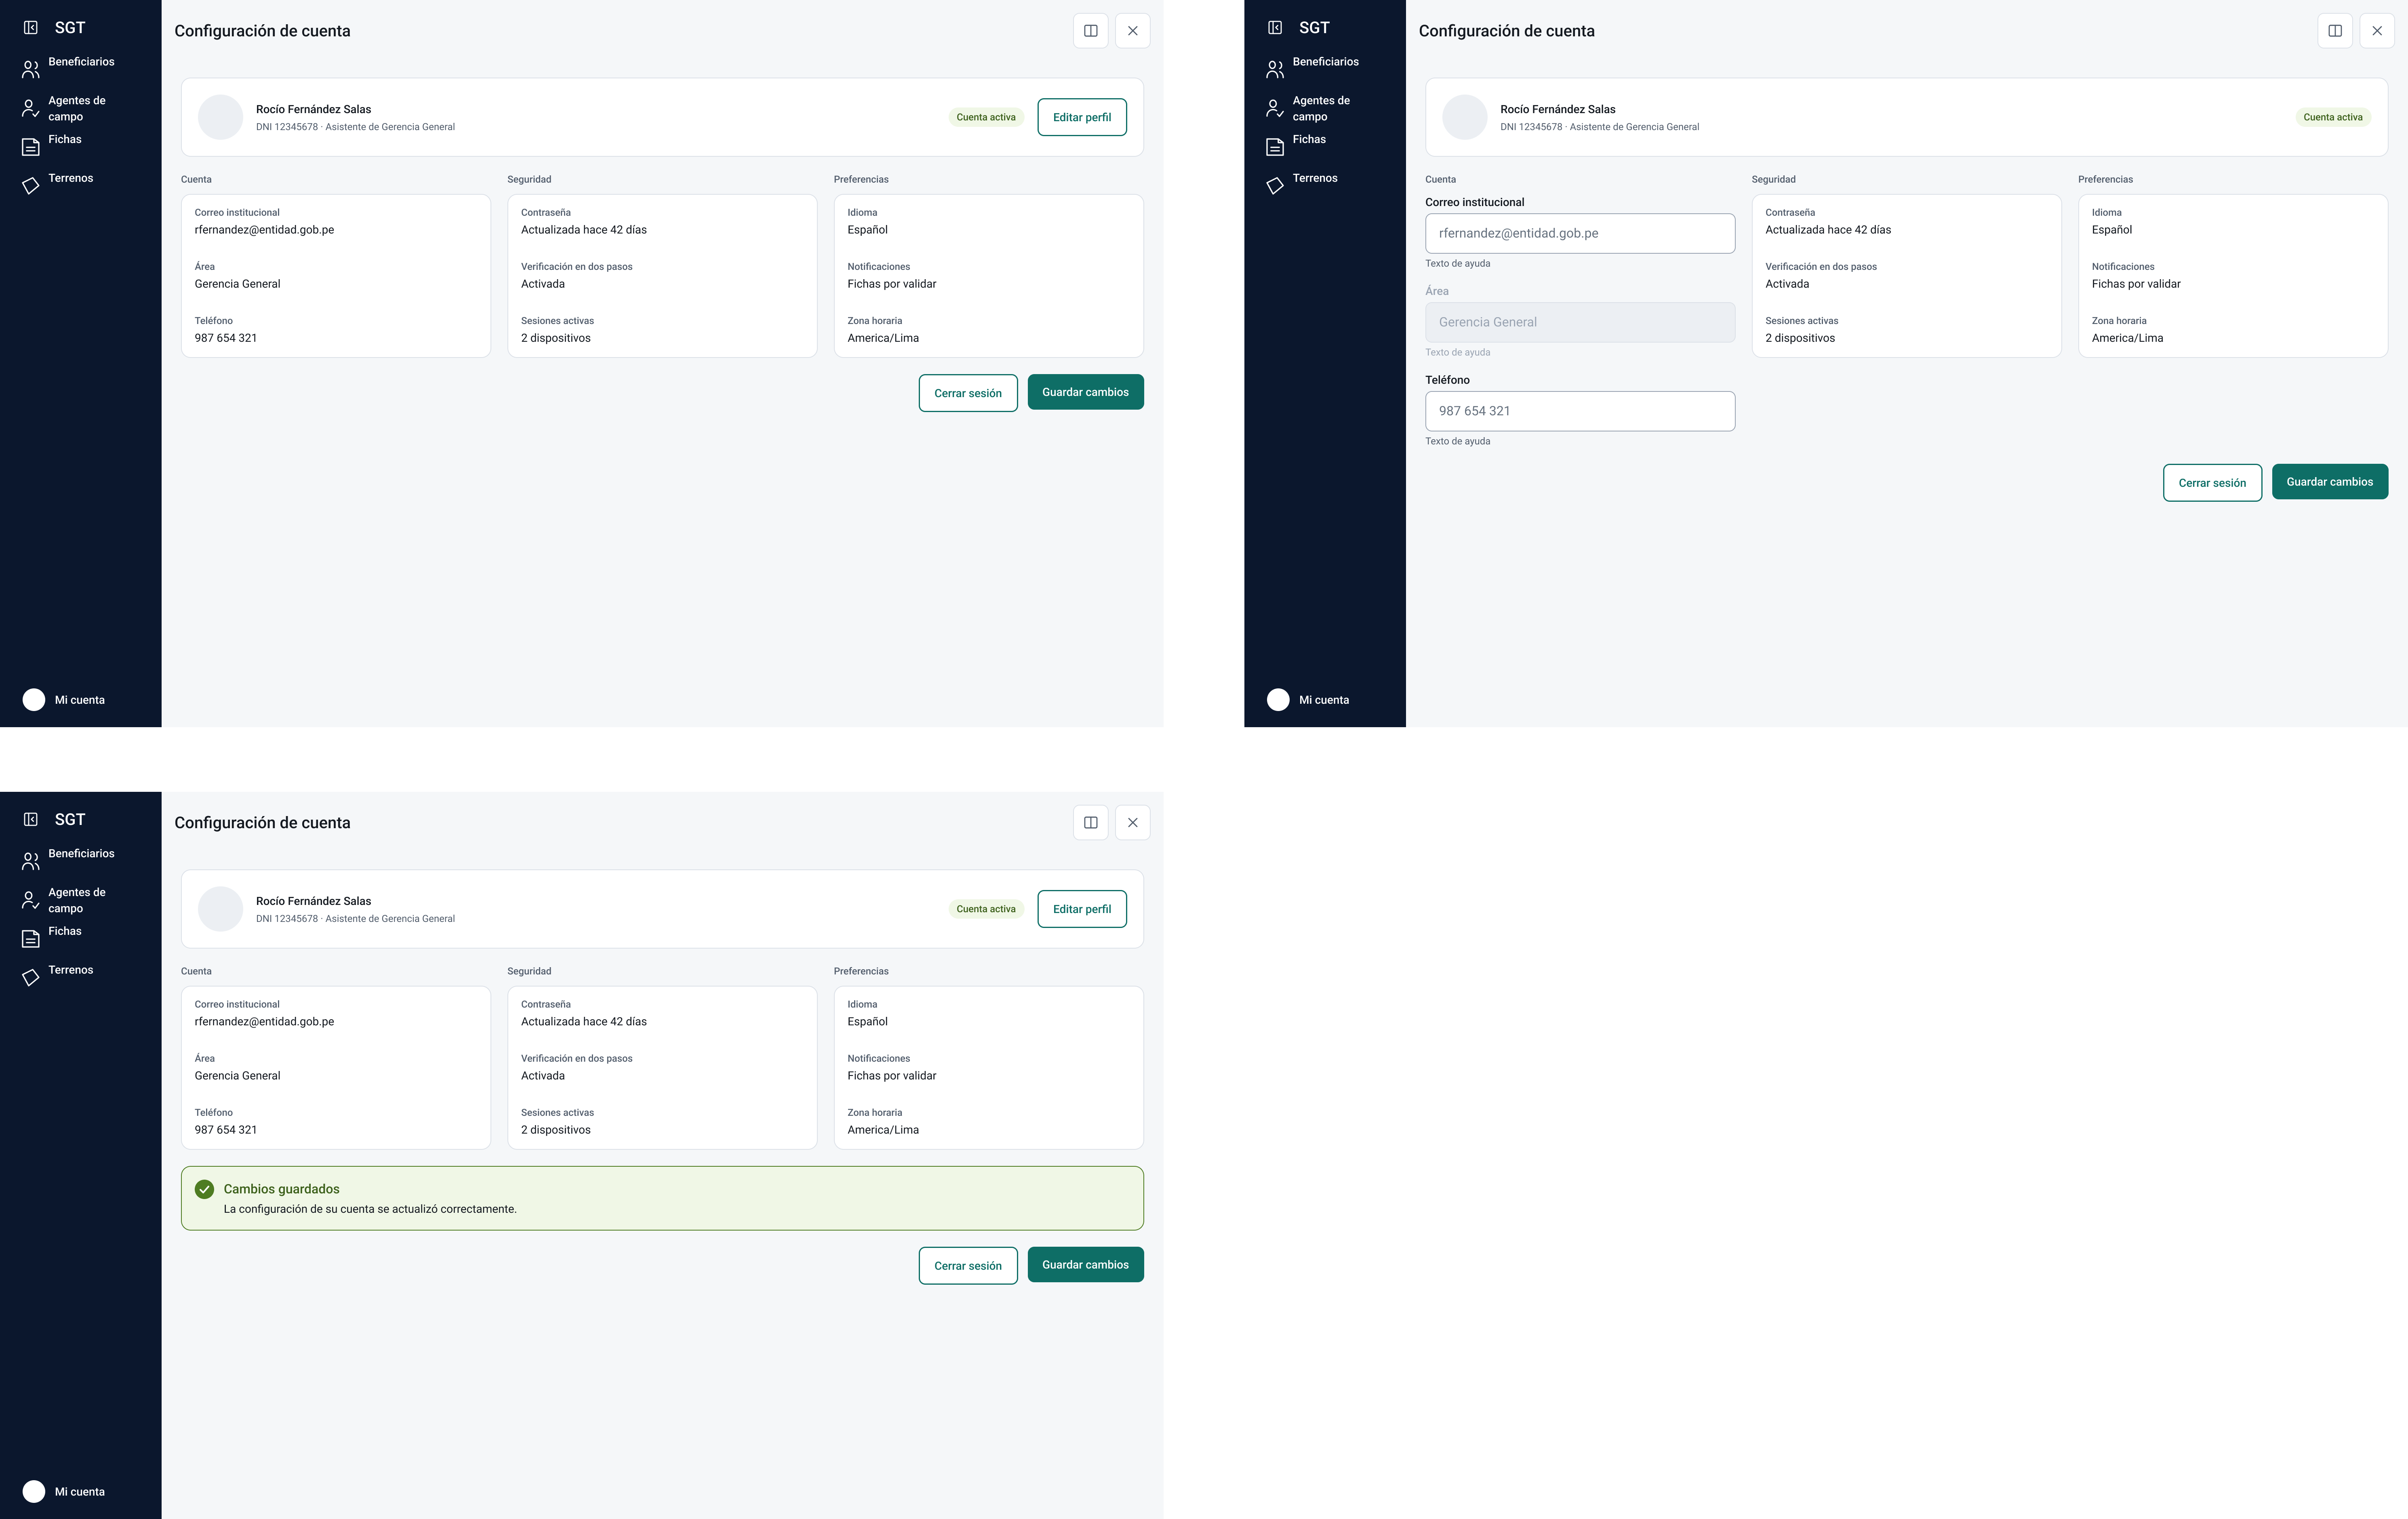 SGT
Beneficiarios
Agentes de
campo
Fichas
Terrenos
Mi cuenta
Configuración de cuenta
Rocío Fernández Salas
DNI 12345678 · Asistente de Gerencia General
Cuenta activa
Editar perfil
Cuenta
Correo institucional
rfernandez@entidad.gob.pe
Área
Gerencia General
Teléfono
987 654 321
Seguridad
Contraseña
Actualizada hace 42 días
Verificación en dos pasos
Activada
Sesiones activas
2 dispositivos
Preferencias
Idioma
Español
Notificaciones
Fichas por validar
Zona horaria
America/Lima
Cerrar sesión
Guardar cambios
SGT
Beneficiarios
Agentes de
campo
Fichas
Terrenos
Mi cuenta
Configuración de cuenta
Rocío Fernández Salas
DNI 12345678 · Asistente de Gerencia General
Cuenta activa
Cuenta
Correo institucional
rfernandez@entidad.gob.pe
Texto de ayuda
Área
Gerencia General
Texto de ayuda
Teléfono
987 654 321
Texto de ayuda
Seguridad
Contraseña
Actualizada hace 42 días
Verificación en dos pasos
Activada
Sesiones activas
2 dispositivos
Preferencias
Idioma
Español
Notificaciones
Fichas por validar
Zona horaria
America/Lima
Cerrar sesión
Guardar cambios
SGT
Beneficiarios
Agentes de
campo
Fichas
Terrenos
Mi cuenta
Configuración de cuenta
Rocío Fernández Salas
DNI 12345678 · Asistente de Gerencia General
Cuenta activa
Editar perfil
Cuenta
Correo institucional
rfernandez@entidad.gob.pe
Área
Gerencia General
Teléfono
987 654 321
Seguridad
Contraseña
Actualizada hace 42 días
Verificación en dos pasos
Activada
Sesiones activas
2 dispositivos
Preferencias
Idioma
Español
Notificaciones
Fichas por validar
Zona horaria
America/Lima
Cambios guardados
La configuración de su cuenta se actualizó correctamente.
Cerrar sesión
Guardar cambios